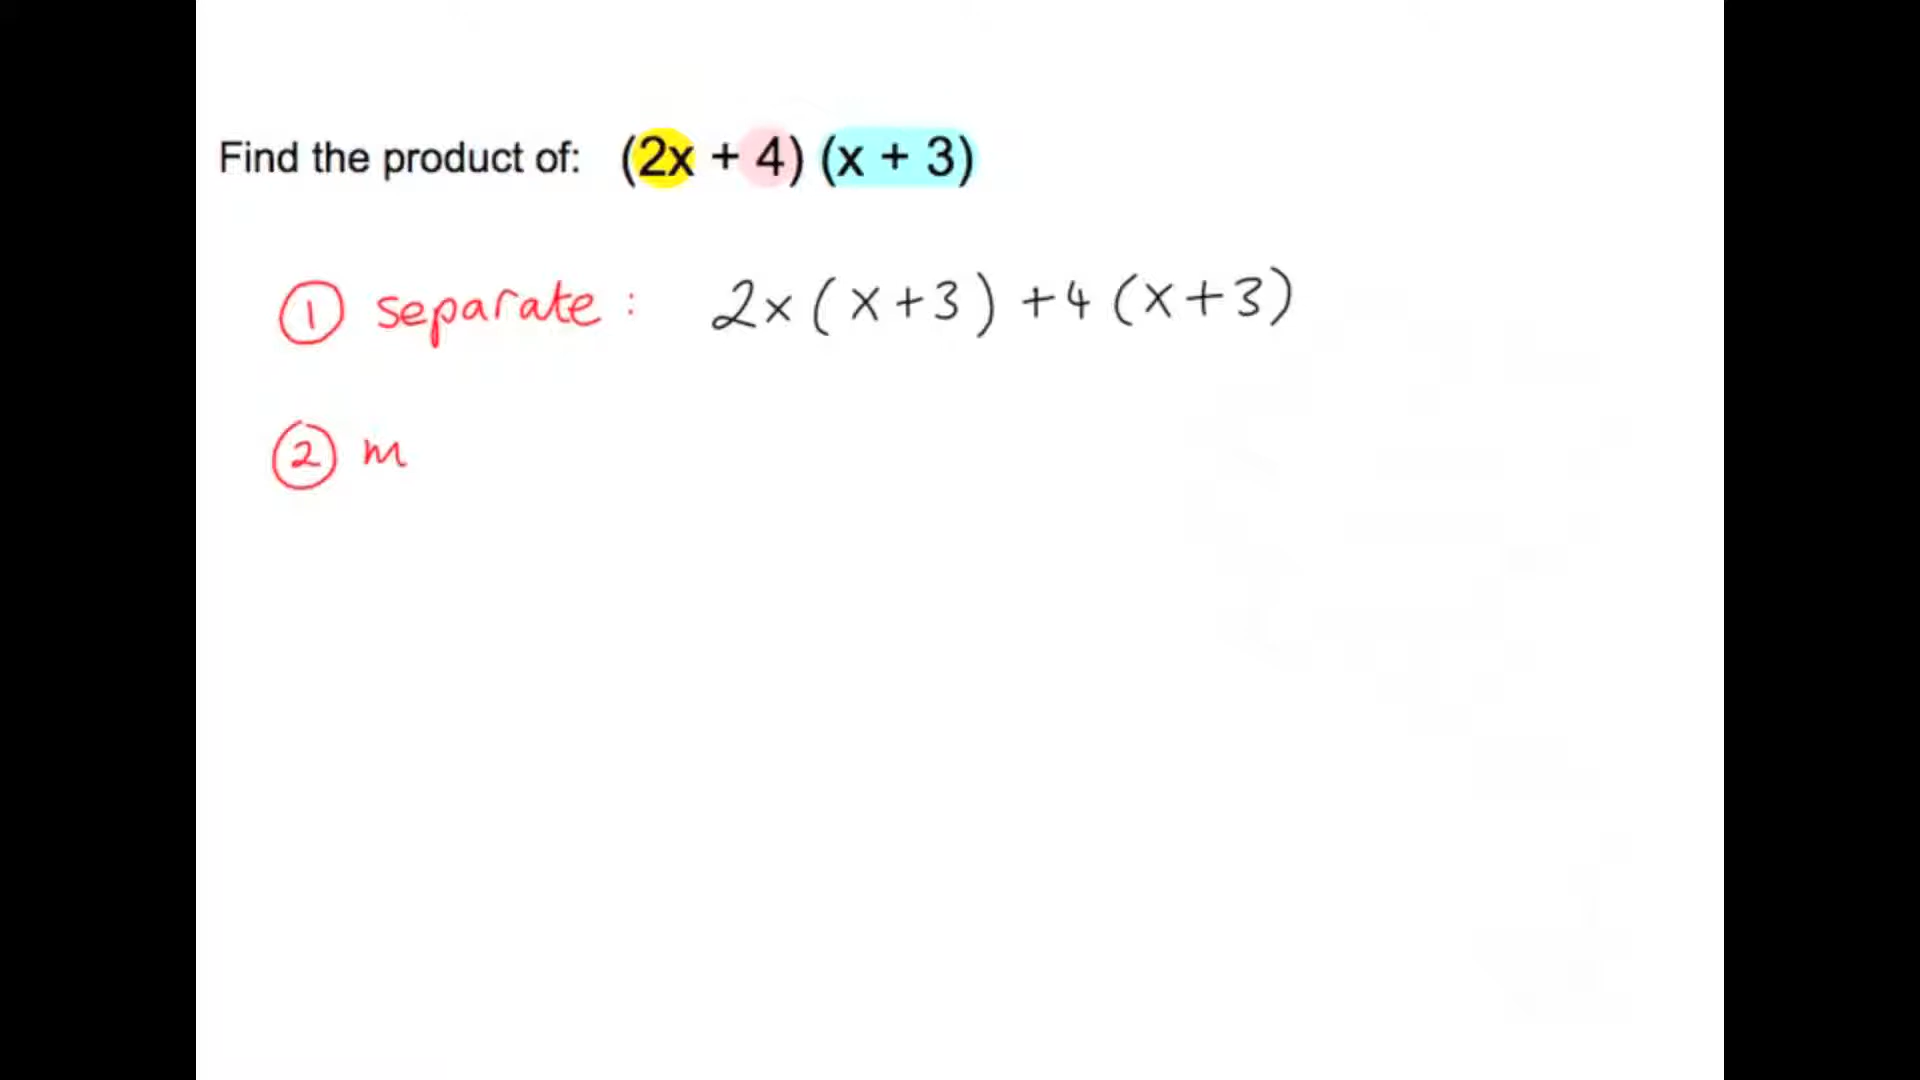 Find the product of: (2x + 4) (x + 3)
① separate : 2x ( x + 3 ) + 4 ( x + 3 )
② m